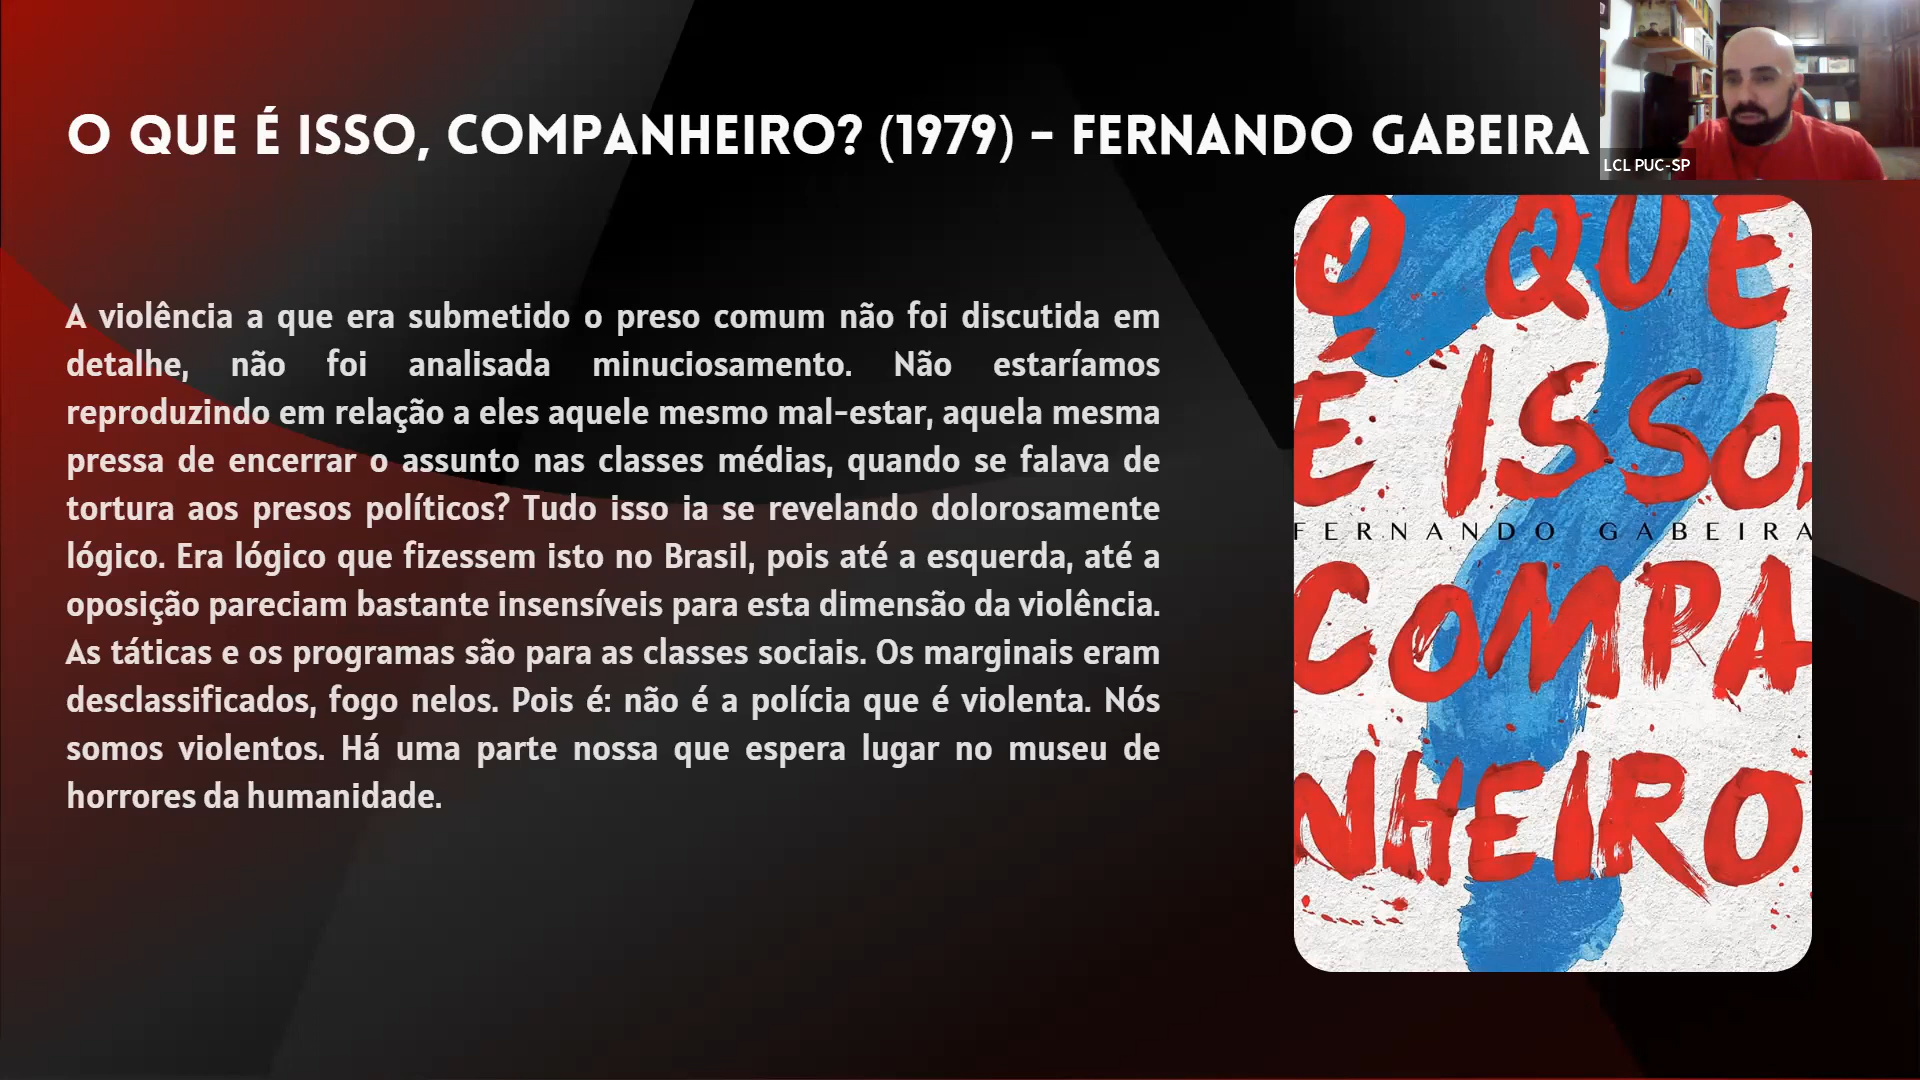 O QUE É ISSO, COMPANHEIRO? (1979) - FERNANDO GABEIRA
LCL PUC-SP
A violência a que era submetido o preso comum não foi discutida em
detalhe, não foi analisada minuciosamento. Não estaríamos
reproduzindo em relação a eles aquele mesmo mal-estar, aquela mesma
pressa de encerrar o assunto nas classes médias, quando se falava de
tortura aos presos políticos? Tudo isso ia se revelando dolorosamente
lógico. Era lógico que fizessem isto no Brasil, pois até a esquerda, até a
oposição pareciam bastante insensíveis para esta dimensão da violência.
As táticas e os programas são para as classes sociais. Os marginais eram
desclassificados, fogo nelos. Pois é: não é a polícia que é violenta. Nós
somos violentos. Há uma parte nossa que espera lugar no museu de
horrores da humanidade.
O QUE
É ISSO,
FERNANDO GABEIRA
COMPA
NHEIRO
?